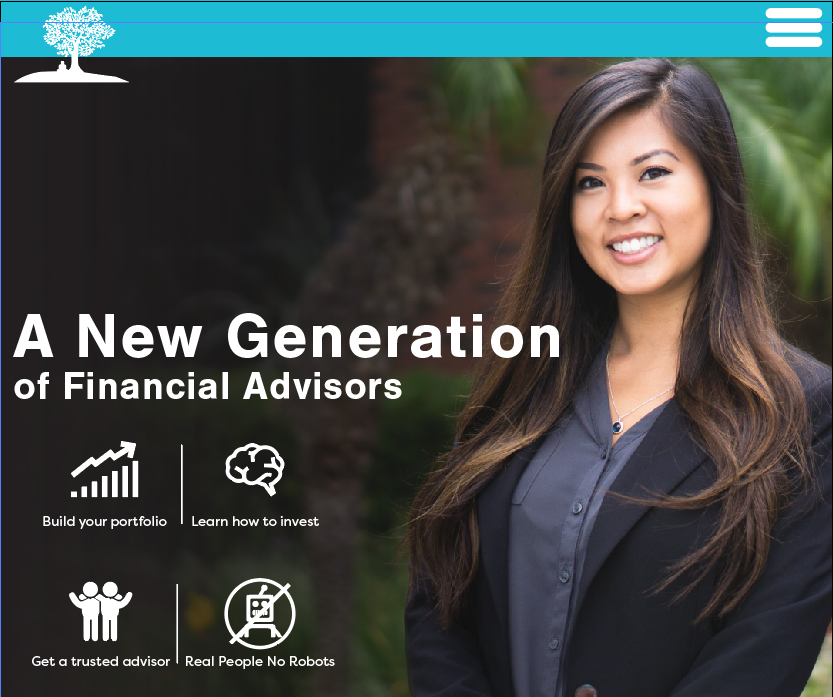 A New Generation
of Financial Advisors
Build your portfolio
Learn how to invest
Get a trusted advisor
Real People No Robots